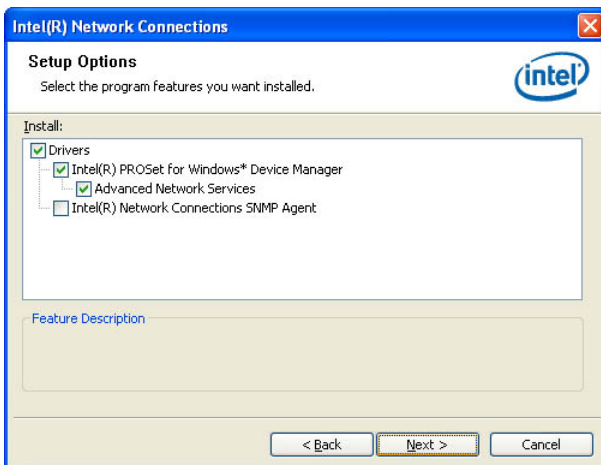 Intel(R) Network Connections
Setup Options
Select the program features you want installed.
intel
Install:
Drivers
Intel(R) PROSet for Windows* Device Manager
Advanced Network Services
Intel(R) Network Connections SNMP Agent
Feature Description
< Back
Next >
Cancel